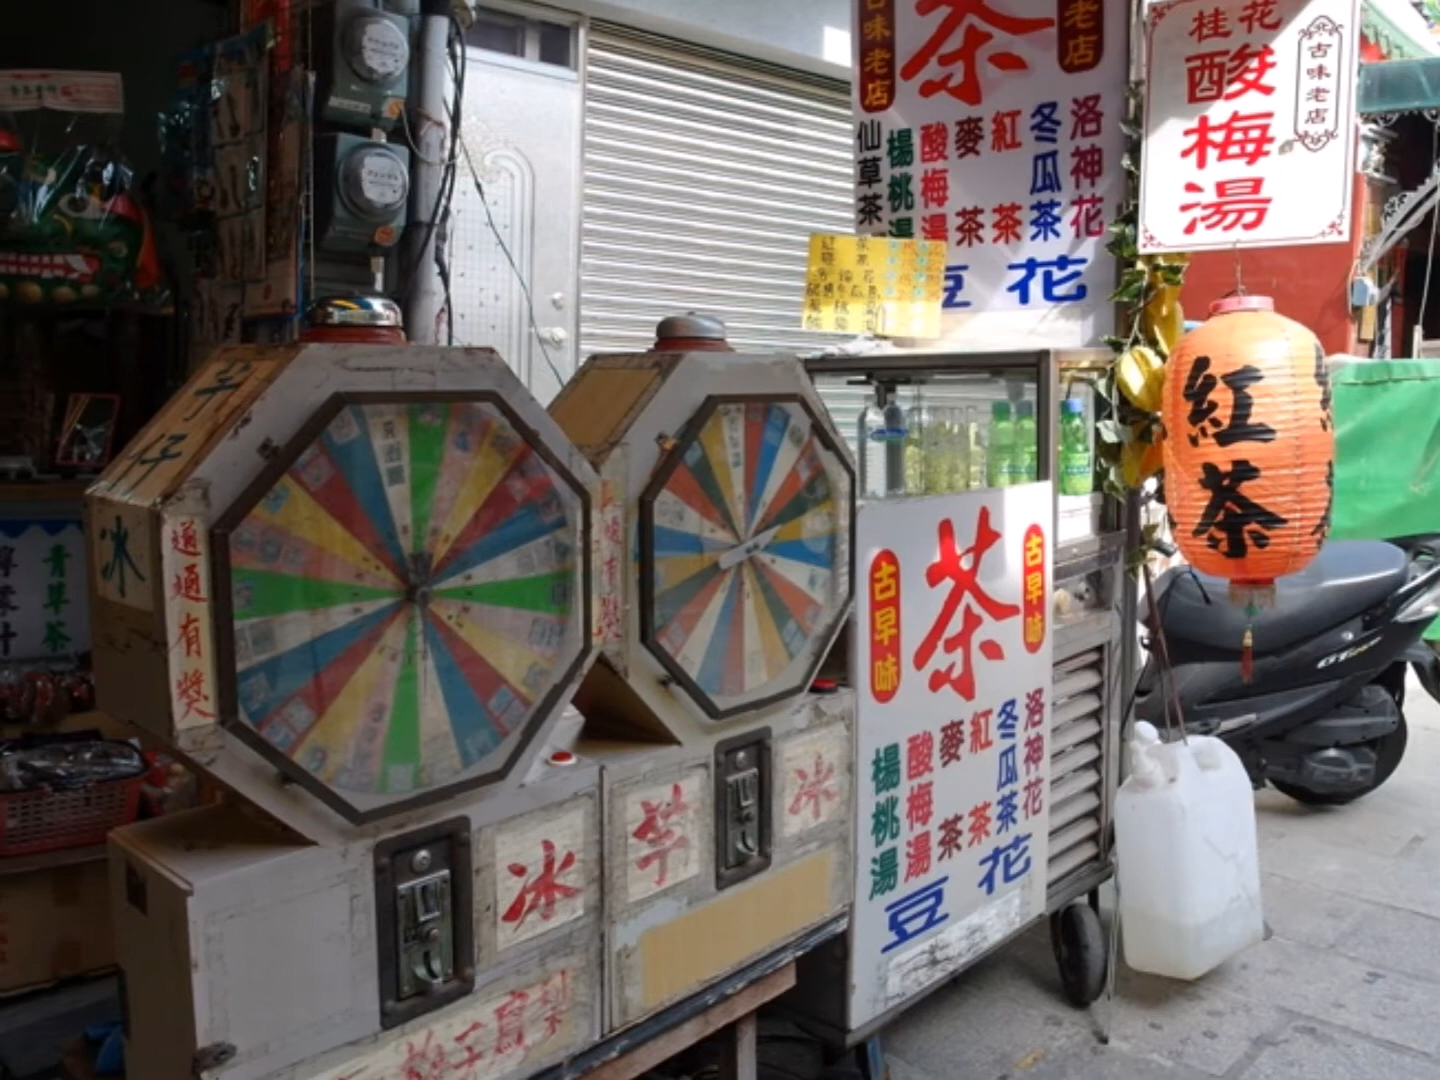 古味老店
茶
老店
仙草茶
楊桃湯
酸梅湯
麥茶
紅茶
冬瓜茶
洛神花
豆花
桂花
酸梅湯
古味老店
紅茶
芋仔冰
通通有獎
冰
芋
冰
古早味
茶
古早味
楊桃湯
酸梅湯
麥茶
紅茶
冬瓜茶
洛神花
豆花
青草茶